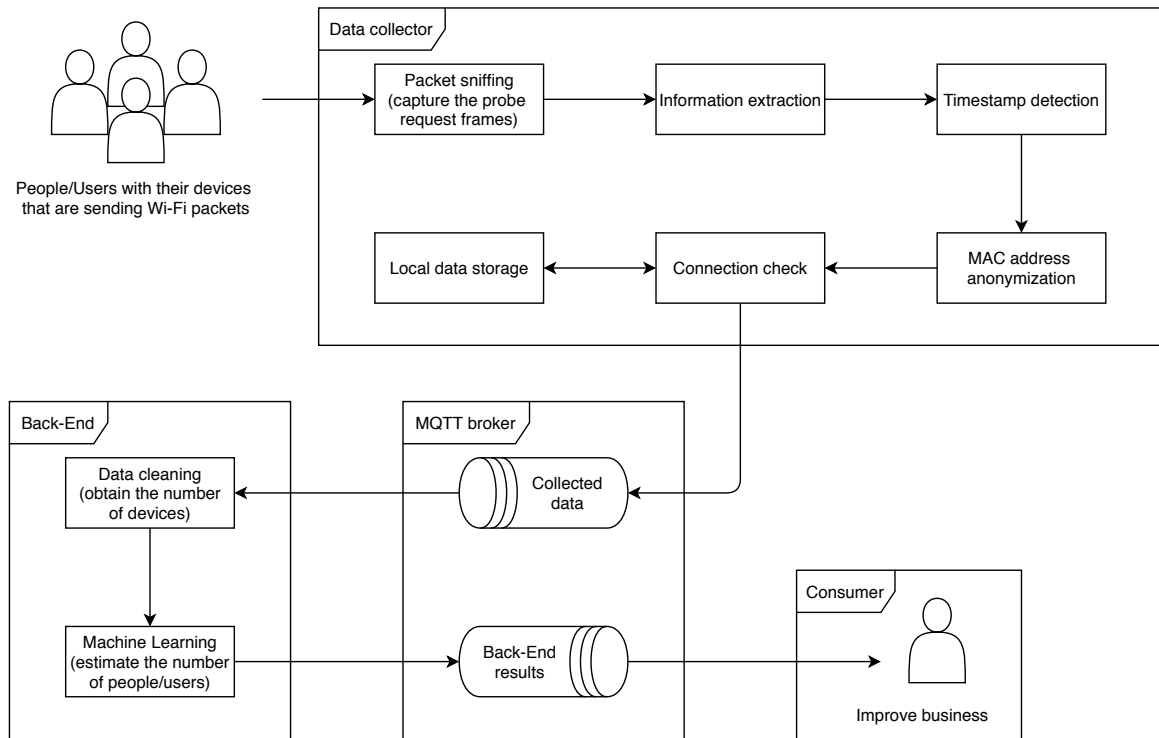 Data collector
Packet sniffing
(capture the probe
request frames)
Information extraction
Timestamp detection
People/Users with their devices
that are sending Wi-Fi packets
Local data storage
Connection check
MAC address
anonymization
Back-End
MQTT broker
Data cleaning
(obtain the number
of devices)
Collected
data
Consumer
Machine Learning
(estimate the number
of people/users)
Back-End
results
Improve business